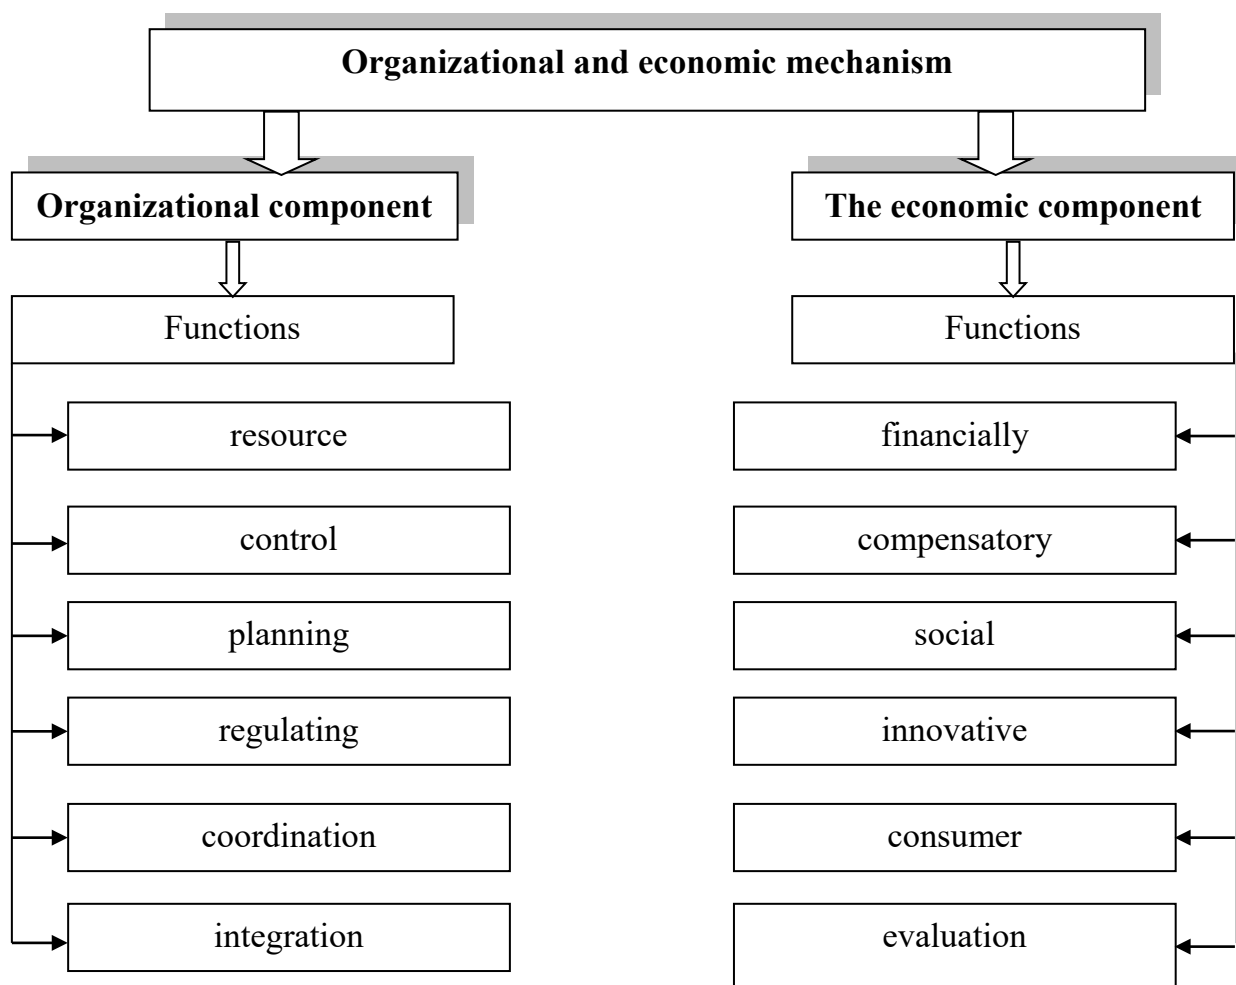 Organizational and economic mechanism
Organizational component
The economic component
Functions
Functions
resource
financially
control
compensatory
planning
social
regulating
innovative
coordination
consumer
integration
evaluation